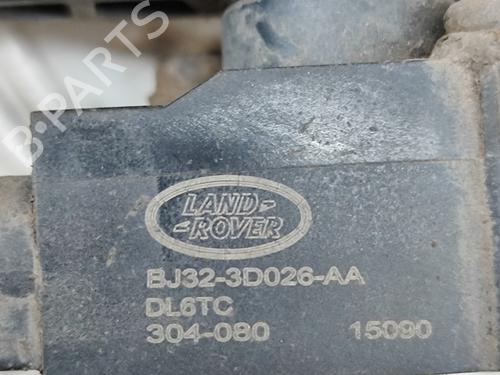 B-PARTS
LAND-
-ROVER
BJ32-3D026-AA
DL6TC
304-080 15090